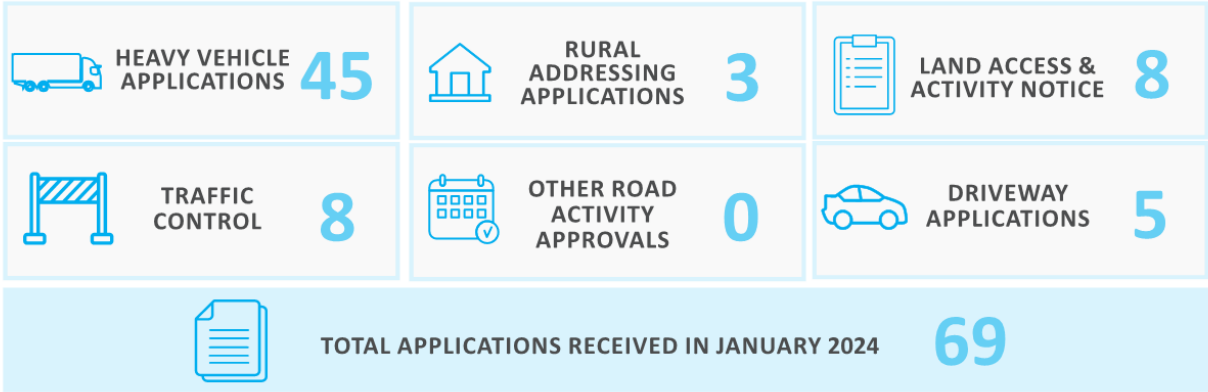 HEAVY VEHICLE
APPLICATIONS
45
RURAL
ADDRESSING
APPLICATIONS
3
LAND ACCESS &
ACTIVITY NOTICE
8
TRAFFIC
CONTROL
8
OTHER ROAD
ACTIVITY
APPROVALS
0
DRIVEWAY
APPLICATIONS
5
TOTAL APPLICATIONS RECEIVED IN JANUARY 2024
69